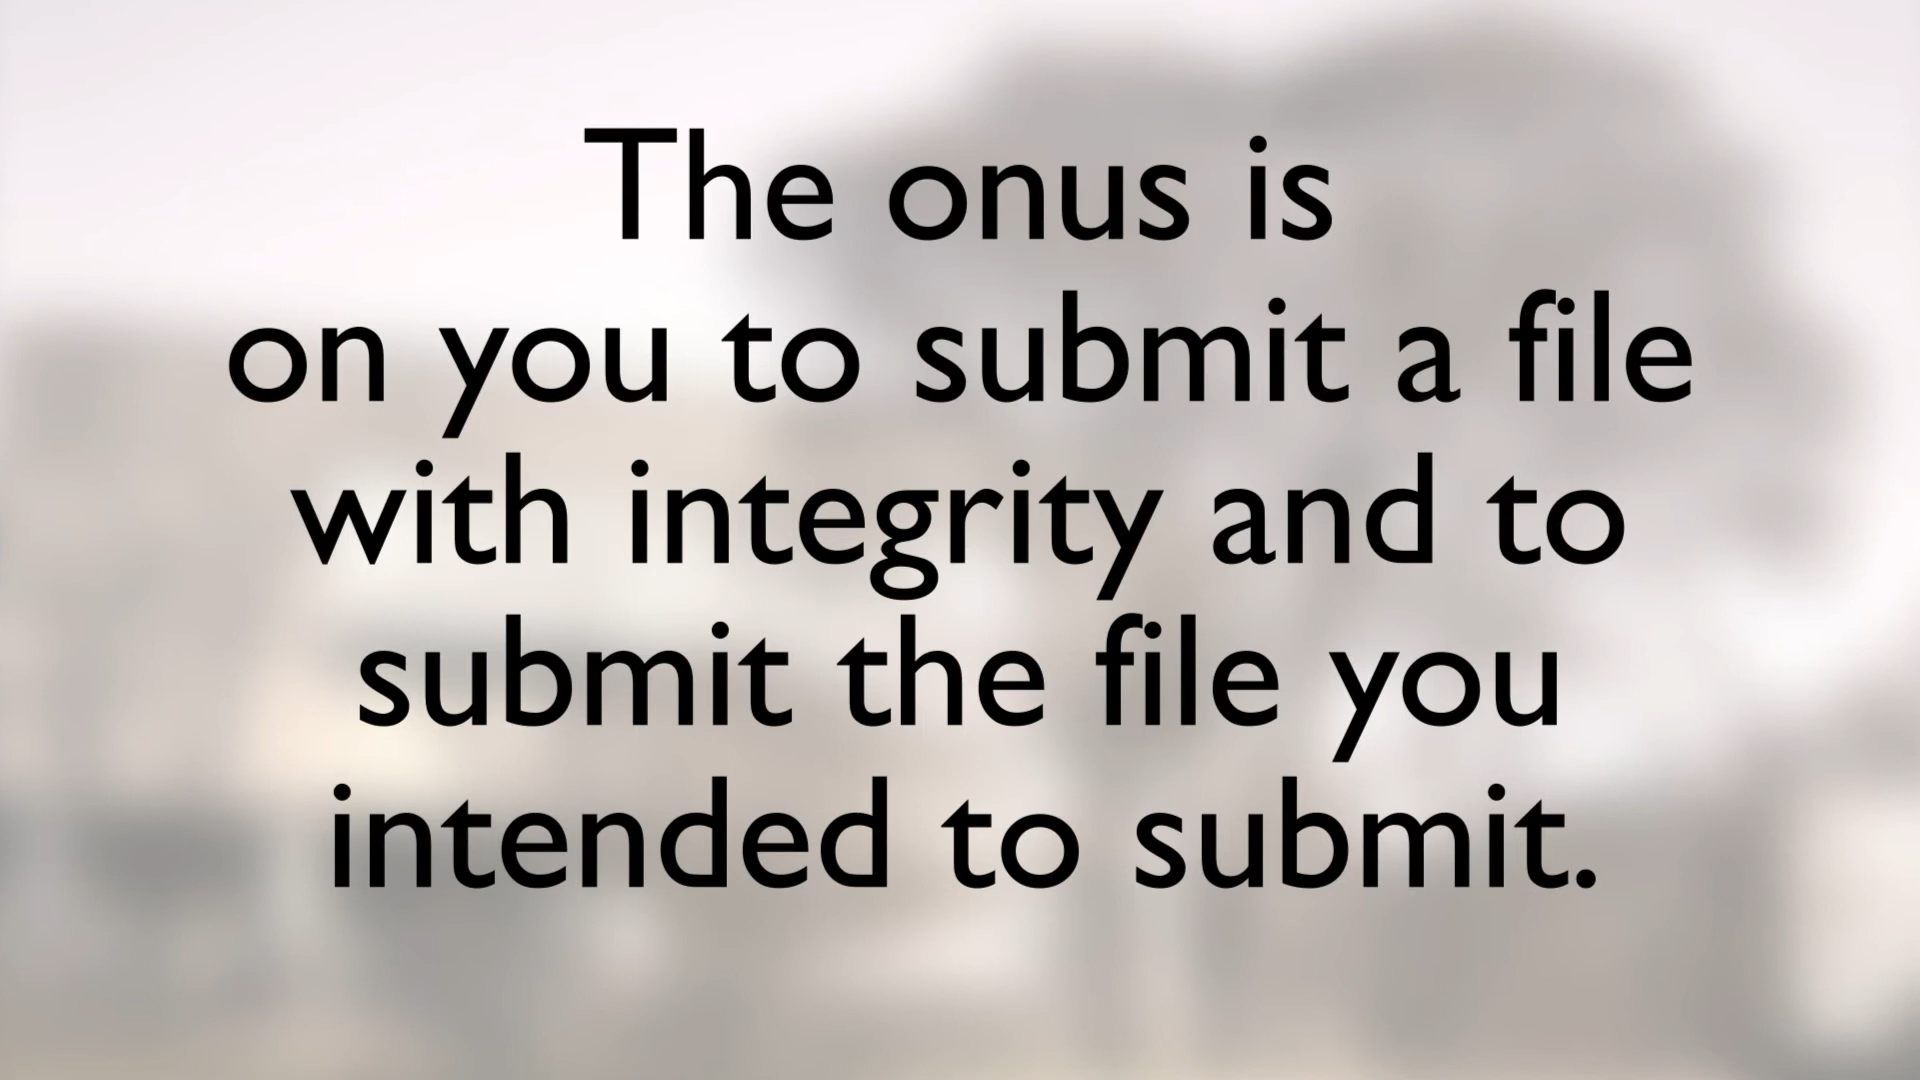 The onus is
on you to submit a file
with integrity and to
submit the file you
intended to submit.